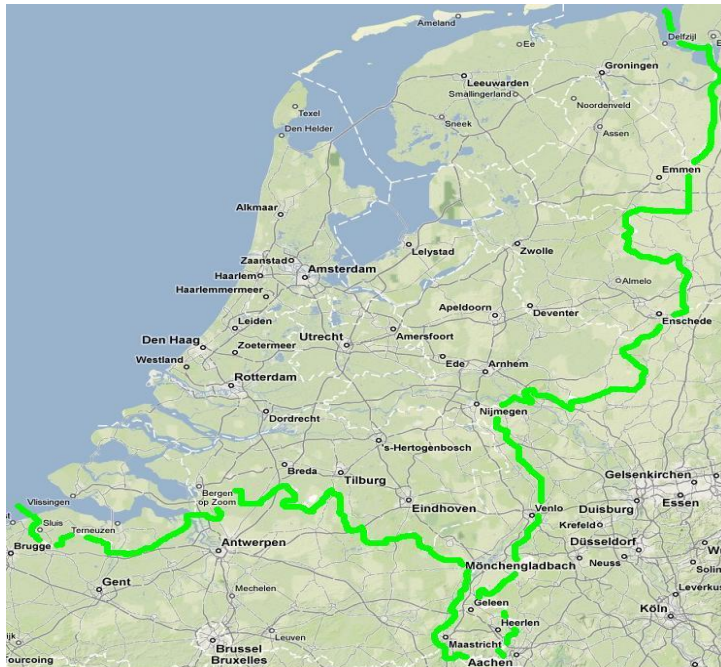 Ameland
Ee
Delfzijl
Groningen
Leeuwarden
Smallingerland
Noordenveld
Texel
Den Helder
Sneek
Assen
Emmen
Alkmaar
Zwolle
Lelystad
Zaanstad
Amsterdam
Haarlem
Haarlemmermeer
Almelo
Apeldoorn
Deventer
Enschede
Leiden
Den Haag
Utrecht
Amersfoort
Zoetermeer
Westland
Ede
Arnhem
Rotterdam
Dordrecht
Nijmegen
's-Hertogenbosch
Breda
Tilburg
Gelsenkirchen
Bergen
op Zoom
Vlissingen
Eindhoven
Venlo
Duisburg
Essen
Sluis
Terneuzen
Krefeld
Brugge
Antwerpen
Düsseldorf
Mönchengladbach
Neuss
Gent
Mechelen
Geleen
Köln
Heerlen
Leuven
Maastricht
Brussel
Bruxelles
Aachen